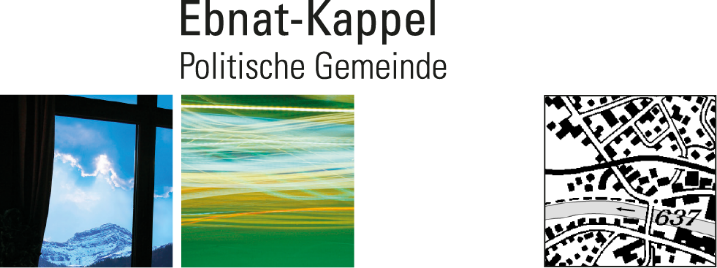 Ebnat-Kappel
Politische Gemeinde
637